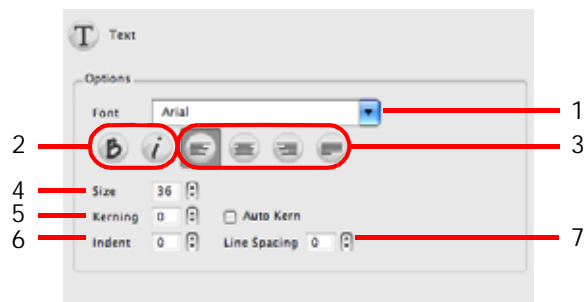 T Text
Options
Font Arial 1
2 B i 3
4 Size 36
5 Kerning 0 Auto Kern
6 Indent 0 Line Spacing 0 7